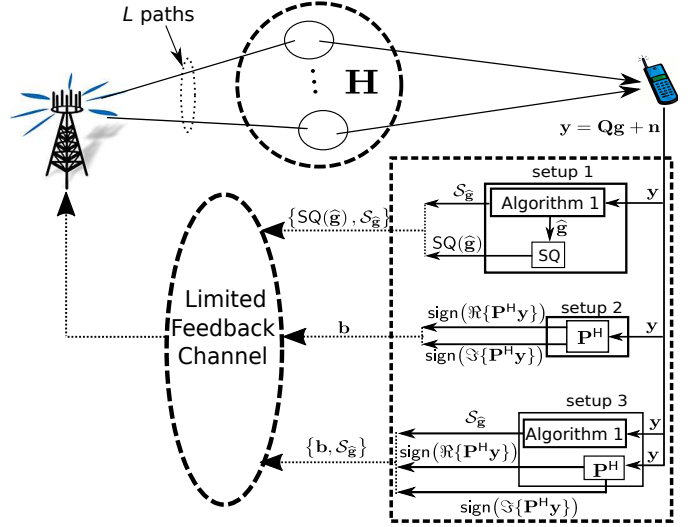 L paths
H
y = Qg + n
setup 1
Algorithm 1
y
𝒮_ĝ
ĝ
SQ(ĝ)
SQ
{SQ(ĝ), 𝒮_ĝ}
setup 2
sign(ℜ{P^H y})
P^H
y
sign(ℑ{P^H y})
b
Limited
Feedback
Channel
setup 3
𝒮_ĝ
Algorithm 1
y
{b, 𝒮_ĝ}
sign(ℜ{P^H y})
P^H
y
sign(ℑ{P^H y})